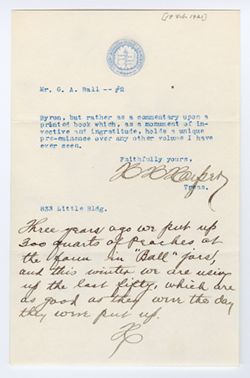 Mr. G. A. Ball -- #2
Byron, but rather as a commentary upon a
printed book which, as a monument of in-
vective and ingratitude, holds a unique
pre-eminence over any other volume I have
ever seen.
Faithfully yours,
Treas.
833 Little Bldg.
Three years ago we put up
300 quarts of Peaches at
the farm in "Ball" jars,
and this winter we are using
up the last fifty, which are
as good as they were the day
they were put up.